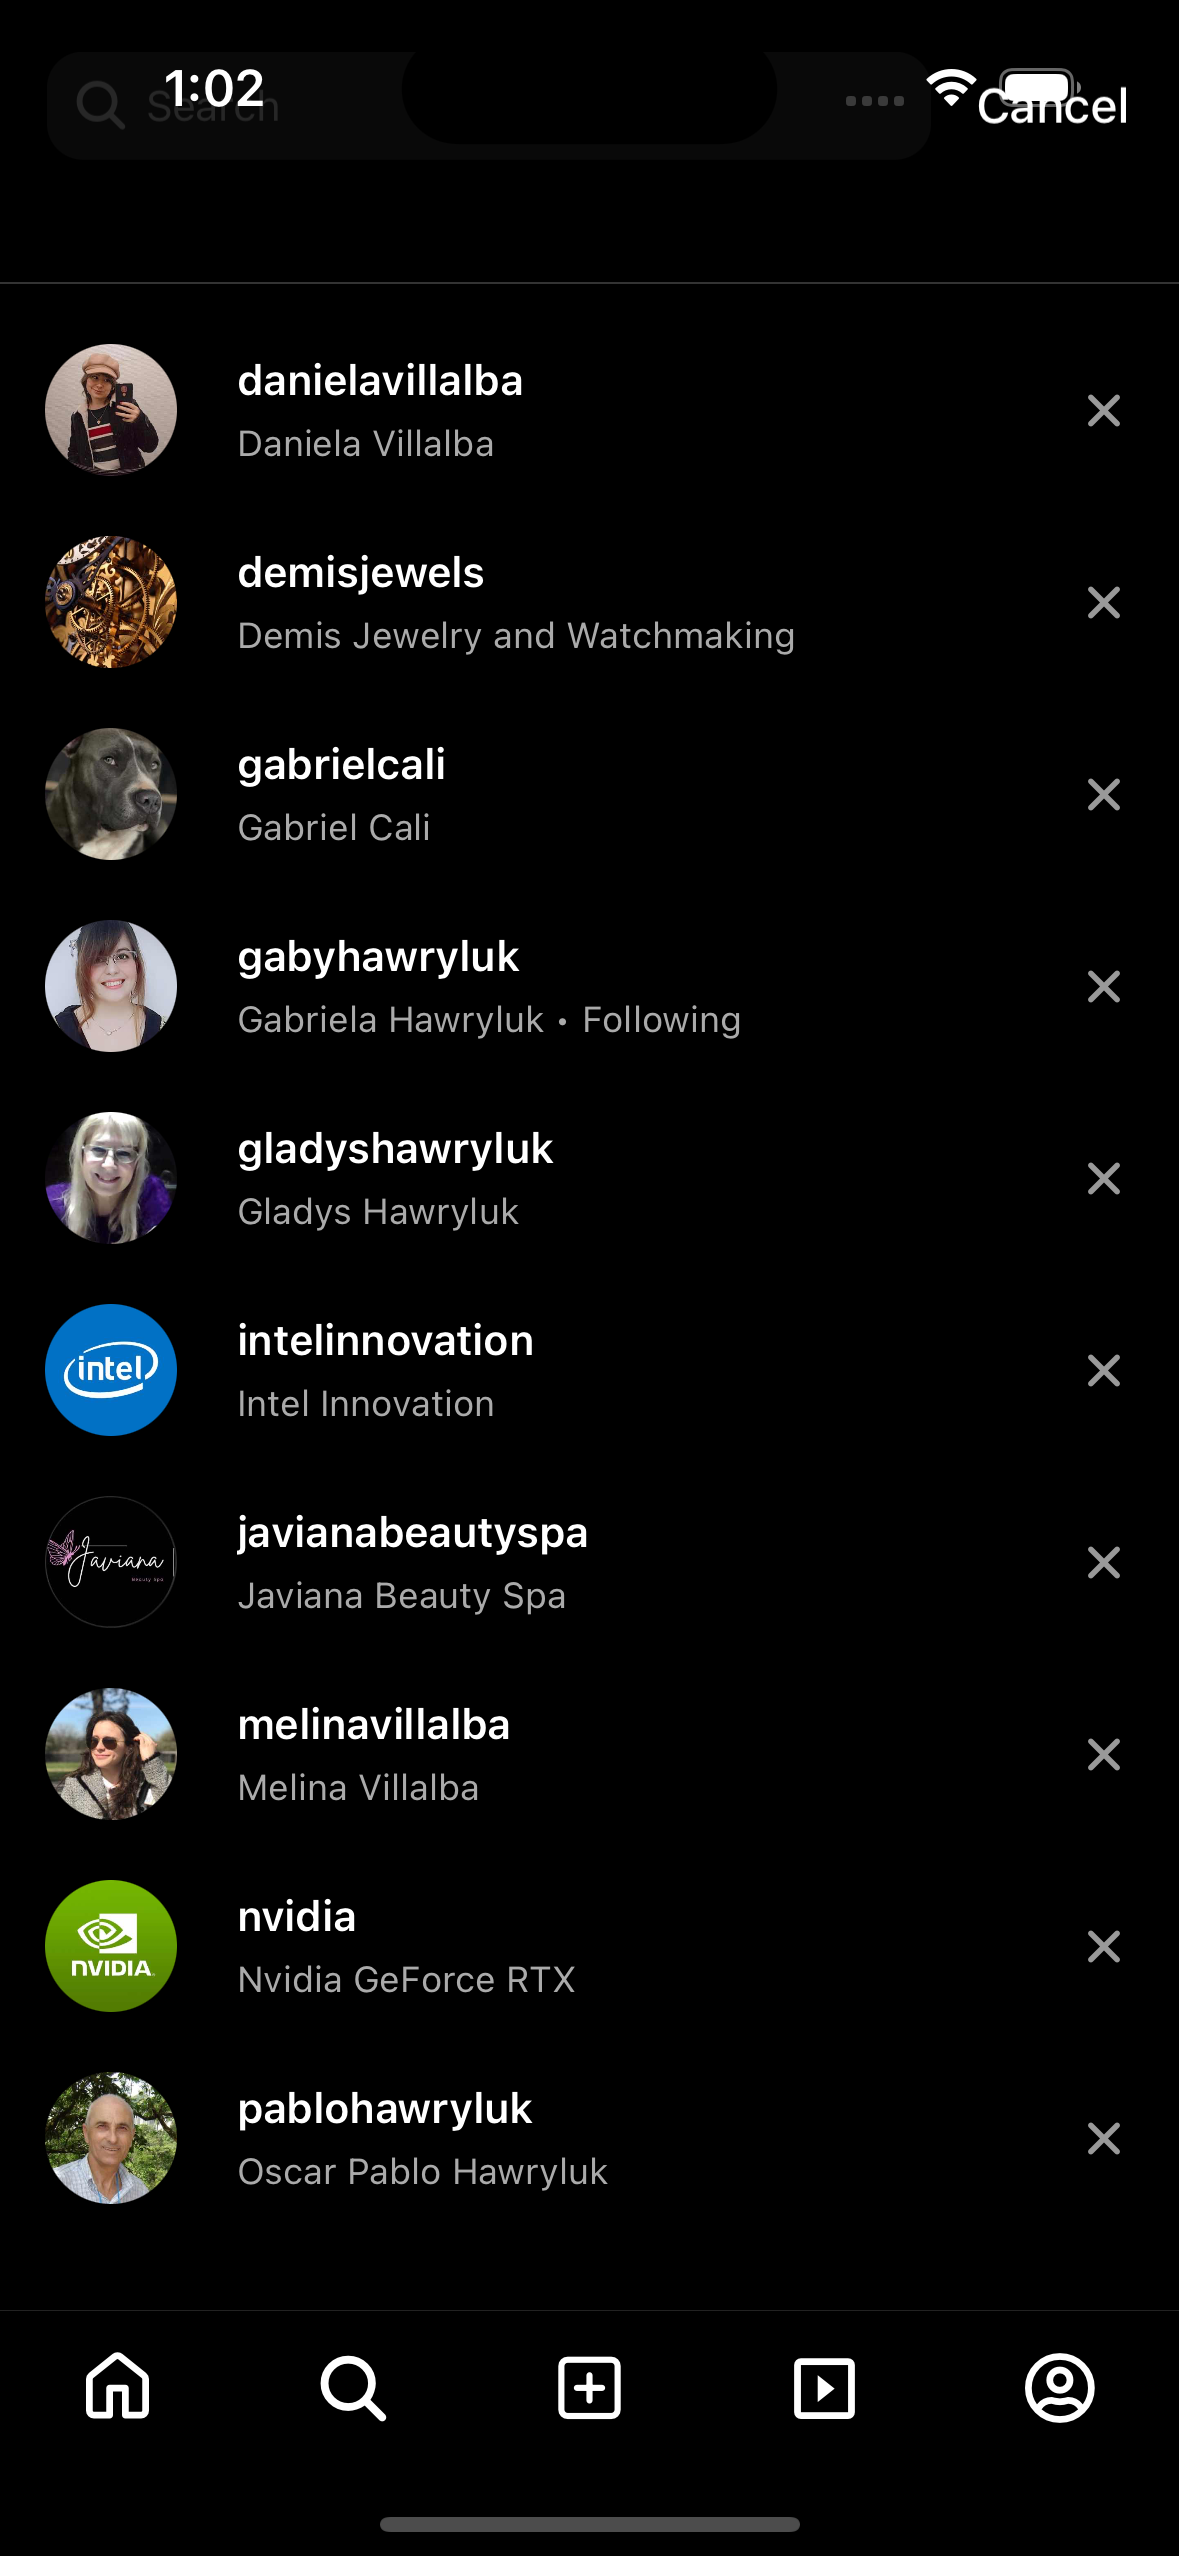 1:02
Search
Cancel
danielavillalba
Daniela Villalba
demisjewels
Demis Jewelry and Watchmaking
gabrielcali
Gabriel Cali
gabyhawryluk
Gabriela Hawryluk • Following
gladyshawryluk
Gladys Hawryluk
intel
intelinnovation
Intel Innovation
Javiana
Beauty Spa
javianabeautyspa
Javiana Beauty Spa
melinavillalba
Melina Villalba
NVIDIA
nvidia
Nvidia GeForce RTX
pablohawryluk
Oscar Pablo Hawryluk